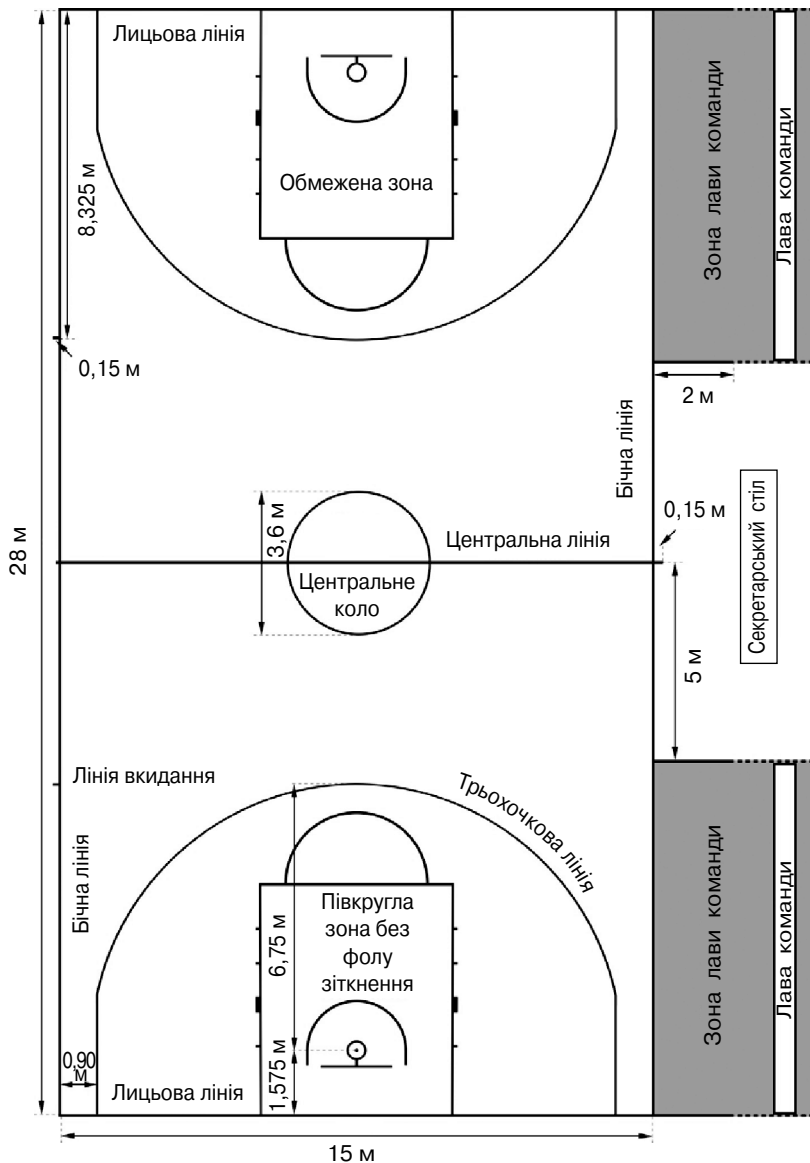 Лицьова лінія
8,325 м
Обмежена зона
Зона лави команди
Лава команди
0,15 м
2 м
Бічна лінія
28 м
3,6 м
Центральна лінія
0,15 м
Центральне
коло
5 м
Секретарський стіл
Лінія вкидання
Трьохочкова лінія
Бічна лінія
6,75 м
Півкругла
зона без
фолу
зіткнення
Зона лави команди
Лава команди
0,90
м
1,575 м
Лицьова лінія
15 м